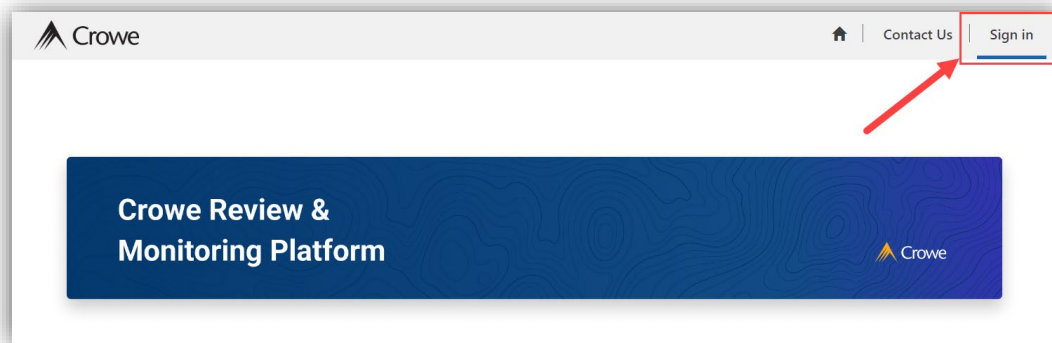 Crowe
Contact Us
Sign in
Crowe Review &
Monitoring Platform
Crowe